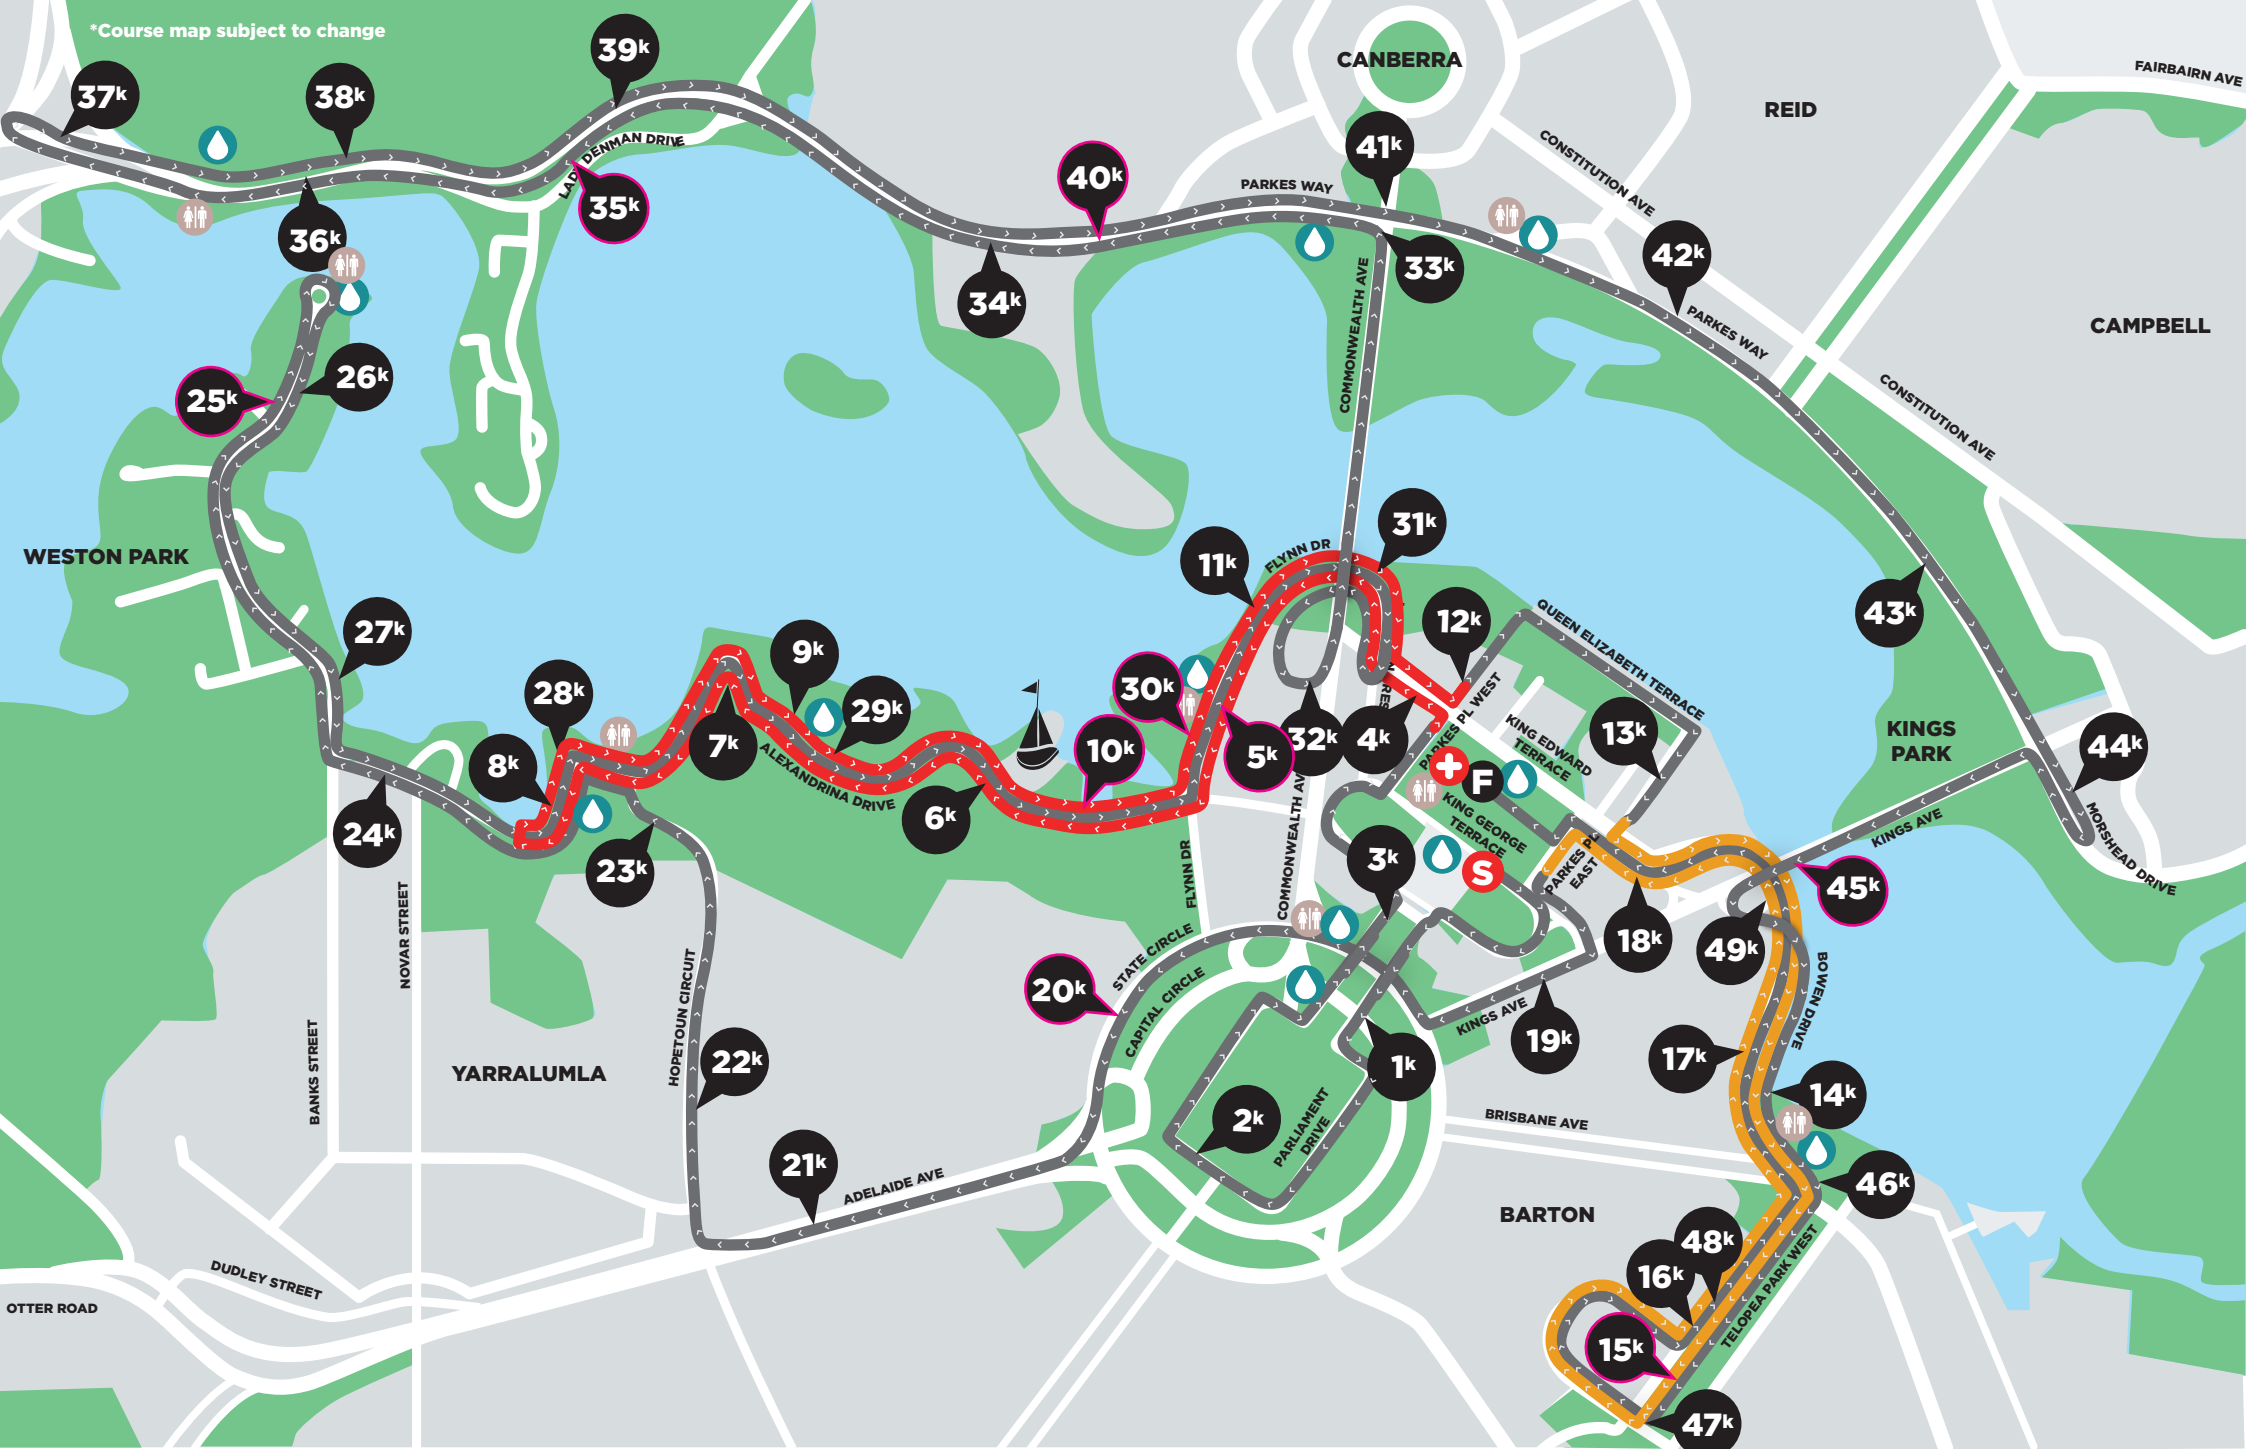 *Course map subject to change
39k
CANBERRA
FAIRBAIRN AVE
37k
38k
REID
41k
CONSTITUTION AVE
LADY DENMAN DRIVE
40k
PARKES WAY
35k
36k
42k
33k
34k
PARKES WAY
CAMPBELL
COMMONWEALTH AVE
26k
25k
CONSTITUTION AVE
31k
WESTON PARK
11k
FLYNN DR
43k
12k
QUEEN ELIZABETH TERRACE
27k
9k
28k
30k
29k
PARKES PL WEST
KING EDWARD
TERRACE
13k
KINGS
PARK
7k
10k
5k
32k
4k
44k
8k
ALEXANDRINA DRIVE
F
6k
24k
KING GEORGE
TERRACE
KINGS AVE
MORSHEAD DRIVE
23k
FLYNN DR
COMMONWEALTH AVE
3k
S
PARKES PL
EAST
45k
NOVAR STREET
18k
49k
STATE CIRCLE
20k
CAPITAL CIRCLE
BOWEN DRIVE
HOPETOUN CIRCUIT
KINGS AVE
19k
17k
BANKS STREET
YARRALUMLA
22k
1k
14k
2k
PARLIAMENT
DRIVE
BRISBANE AVE
21k
ADELAIDE AVE
46k
BARTON
48k
16k
TELOPEA PARK WEST
DUDLEY STREET
OTTER ROAD
15k
47k